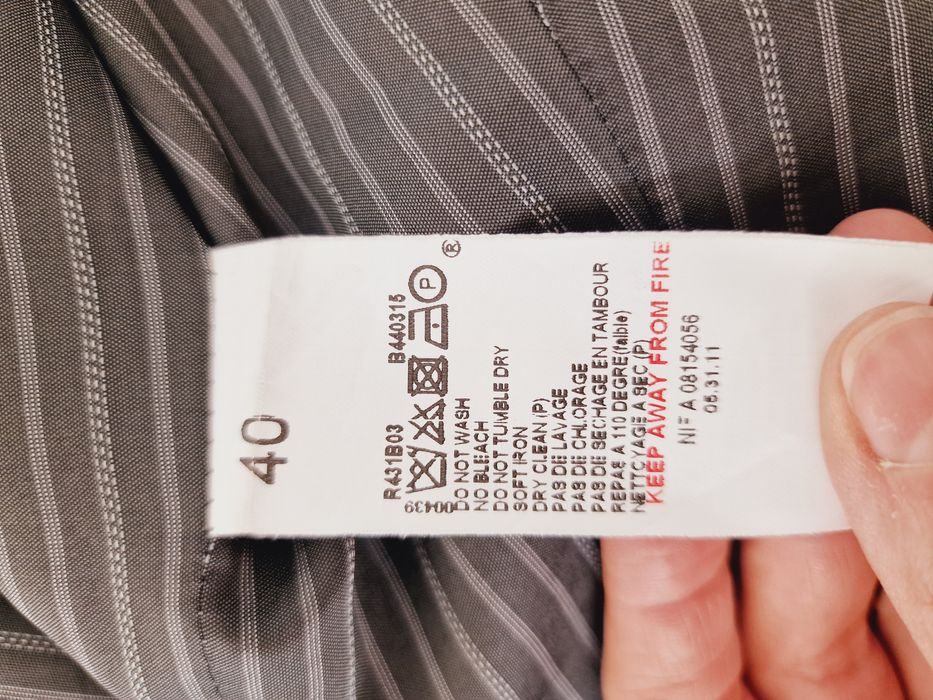 40
R431B03 B440315
P
®
00439
DO NOT WASH
NO BLEACH
DO NOT TUMBLE DRY
SOFT IRON
DRY CLEAN (P)
PAS DE LAVAGE
PAS DE CHLORAGE
PAS DE SECHAGE EN TAMBOUR
REPAS A 110 DEGRE(faible)
NETTCYAGE A SEC (P)
KEEP AWAY FROM FIRE
NIF A 08154056
05.31.11